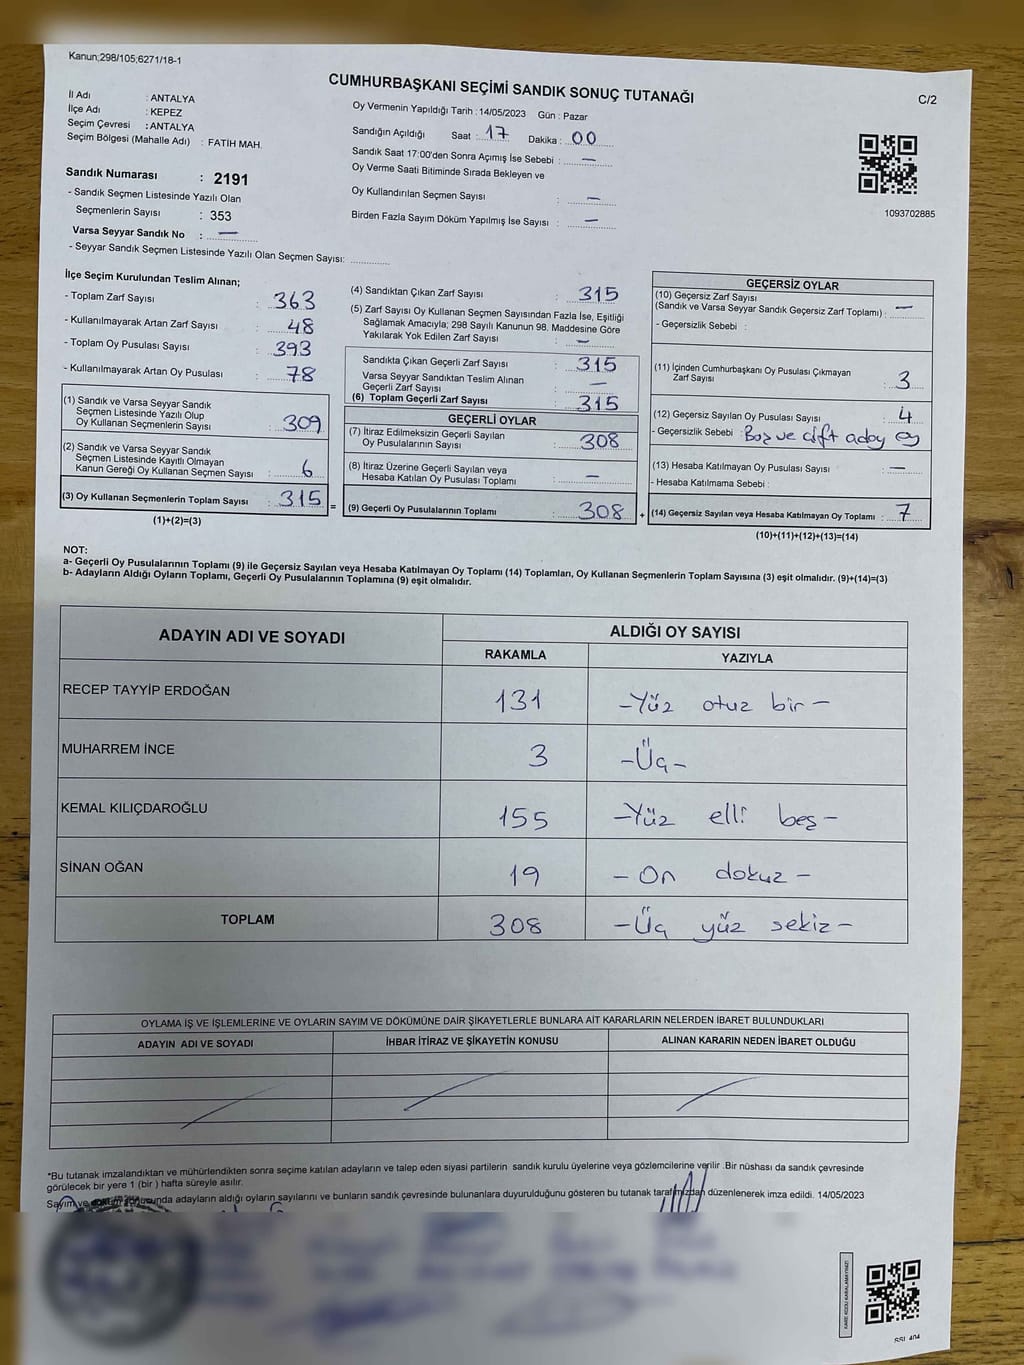 Kanun;298/105;6271/18-1
CUMHURBAŞKANI SEÇİMİ SANDIK SONUÇ TUTANAĞI
C/2
İl Adı : ANTALYA
İlçe Adı : KEPEZ
Seçim Çevresi : ANTALYA
Seçim Bölgesi (Mahalle Adı) : FATİH MAH.
Sandık Numarası : 2191
- Sandık Seçmen Listesinde Yazılı Olan
Seçmenlerin Sayısı : 353
Varsa Seyyar Sandık No : —
- Seyyar Sandık Seçmen Listesinde Yazılı Olan Seçmen Sayısı:
Oy Vermenin Yapıldığı Tarih : 14/05/2023 Gün : Pazar
Sandığın Açıldığı Saat : 17 Dakika : 00
Sandık Saat 17:00'den Sonra Açımış İse Sebebi : —
Oy Verme Saati Bitiminde Sırada Bekleyen ve
Oy Kullandırılan Seçmen Sayısı : —
Birden Fazla Sayım Döküm Yapılmış İse Sayısı : —
1093702885
İlçe Seçim Kurulundan Teslim Alınan;
- Toplam Zarf Sayısı : 363
- Kullanılmayarak Artan Zarf Sayısı : 48
- Toplam Oy Pusulası Sayısı : 393
- Kullanılmayarak Artan Oy Pusulası : 78
(1) Sandık ve Varsa Seyyar Sandık
Seçmen Listesinde Yazılı Olup
Oy Kullanan Seçmenlerin Sayısı : 309
(2) Sandık ve Varsa Seyyar Sandık
Seçmen Listesinde Kayıtlı Olmayan
Kanun Gereği Oy Kullanan Seçmen Sayısı : 6
(3) Oy Kullanan Seçmenlerin Toplam Sayısı : 315 =
(1)+(2)=(3)
(4) Sandıktan Çıkan Zarf Sayısı : 315
(5) Zarf Sayısı Oy Kullanan Seçmen Sayısından Fazla İse, Eşitliği
Sağlamak Amacıyla; 298 Sayılı Kanunun 98. Maddesine Göre
Yakılarak Yok Edilen Zarf Sayısı : —
Sandıkta Çıkan Geçerli Zarf Sayısı : 315
Varsa Seyyar Sandıktan Teslim Alınan
Geçerli Zarf Sayısı : —
(6) Toplam Geçerli Zarf Sayısı : 315
GEÇERLİ OYLAR
(7) İtiraz Edilmeksizin Geçerli Sayılan
Oy Pusulalarının Sayısı : 308
(8) İtiraz Üzerine Geçerli Sayılan veya
Hesaba Katılan Oy Pusulası Toplamı : —
(9) Geçerli Oy Pusulalarının Toplamı : 308 +
GEÇERSİZ OYLAR
(10) Geçersiz Zarf Sayısı
(Sandık ve Varsa Seyyar Sandık Geçersiz Zarf Toplamı) : —
- Geçersizlik Sebebi :
(11) İçinden Cumhurbaşkanı Oy Pusulası Çıkmayan
Zarf Sayısı : 3
(12) Geçersiz Sayılan Oy Pusulası Sayısı : 4
- Geçersizlik Sebebi : Boş ve çift aday oy
(13) Hesaba Katılmayan Oy Pusulası Sayısı : —
- Hesaba Katılmama Sebebi :
(14) Geçersiz Sayılan veya Hesaba Katılmayan Oy Toplamı : 7
(10)+(11)+(12)+(13)=(14)
NOT:
a- Geçerli Oy Pusulalarının Toplamı (9) ile Geçersiz Sayılan veya Hesaba Katılmayan Oy Toplamı (14) Toplamları, Oy Kullanan Seçmenlerin Toplam Sayısına (3) eşit olmalıdır. (9)+(14)=(3)
b- Adayların Aldığı Oyların Toplamı, Geçerli Oy Pusulalarının Toplamına (9) eşit olmalıdır.
ADAYIN ADI VE SOYADI ALDIĞI OY SAYISI
RAKAMLA YAZIYLA
RECEP TAYYİP ERDOĞAN 131 -Yüz otuz bir-
MUHARREM İNCE 3 -Üç-
KEMAL KILIÇDAROĞLU 155 -Yüz elli beş-
SİNAN OĞAN 19 -On dokuz-
TOPLAM 308 -Üç yüz sekiz-
OYLAMA İŞ VE İŞLEMLERİNE VE OYLARIN SAYIM VE DÖKÜMÜNE DAİR ŞİKAYETLERLE BUNLARA AİT KARARLARIN NELERDEN İBARET BULUNDUKLARI
ADAYIN ADI VE SOYADI İHBAR İTİRAZ VE ŞİKAYETİN KONUSU ALINAN KARARIN NEDEN İBARET OLDUĞU
*Bu tutanak imzalandıktan ve mühürlendikten sonra seçime katılan adayların ve talep eden siyasi partilerin sandık kurulu üyelerine veya gözlemcilerine verilir .Bir nüshası da sandık çevresinde
görülecek bir yere 1 (bir ) hafta süreyle asılır.
Sayım ve döküm sonucunda adayların aldığı oyların sayılarını ve bunların sandık çevresinde bulunanlara duyurulduğunu gösteren bu tutanak tarafımızdan düzenlenerek imza edildi. 14/05/2023
KARE KODU KARALAMAYINIZ!